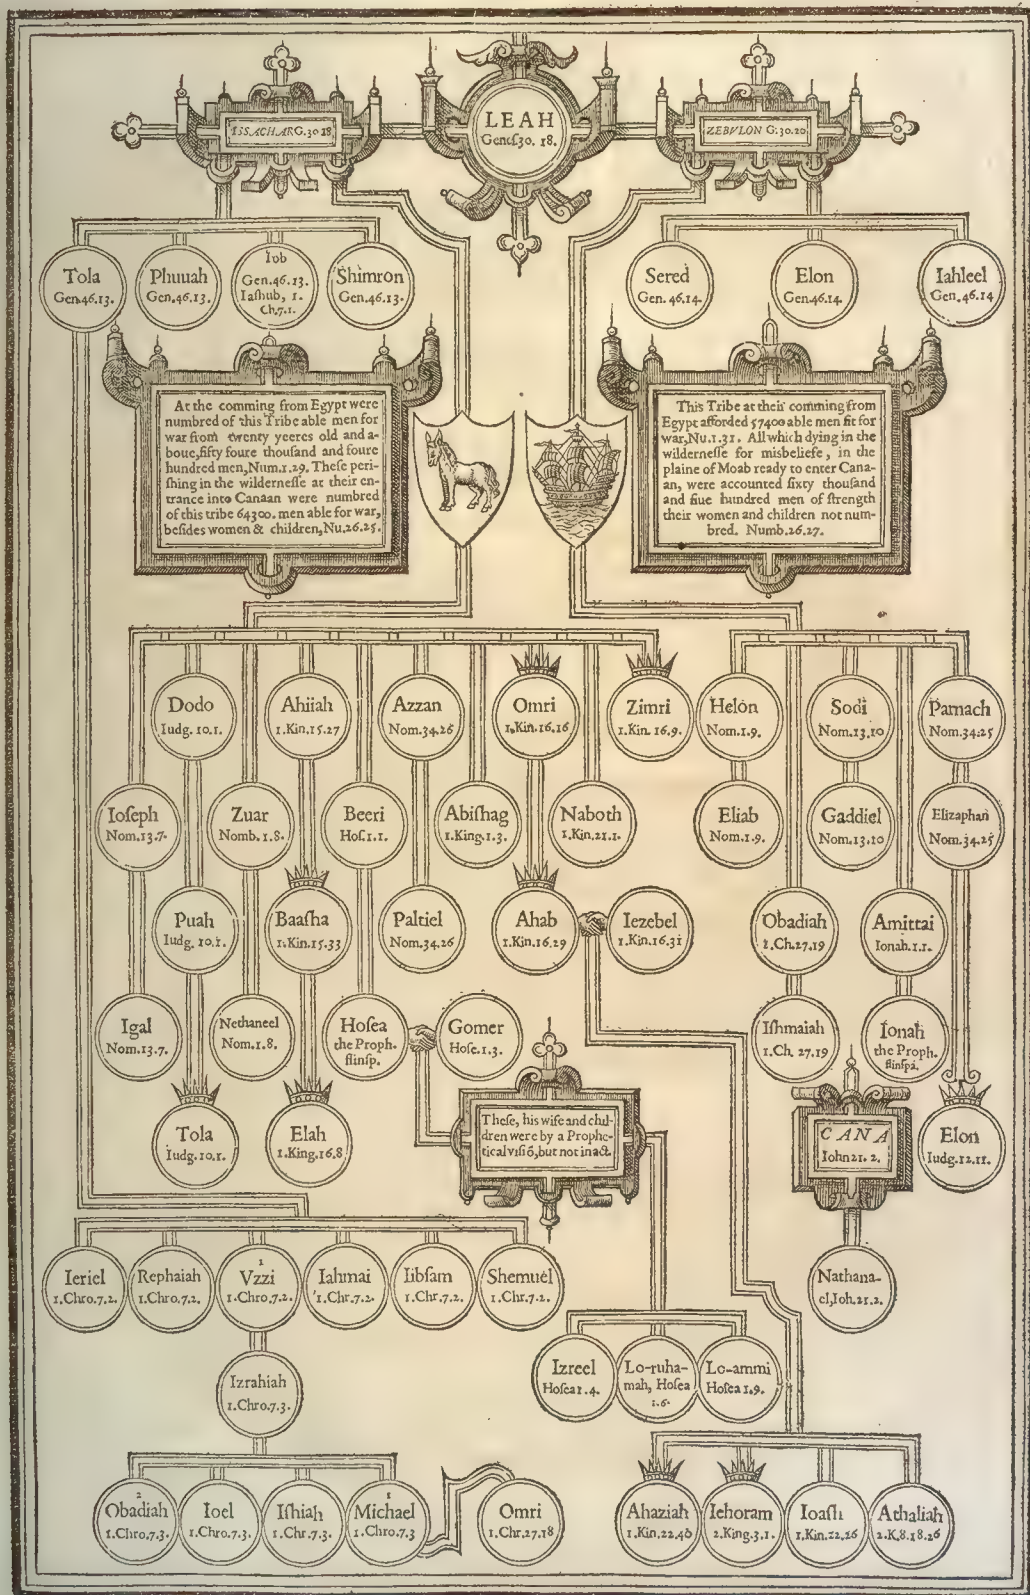 LEAH
Genes.30. 18.
ISSACHAR G. 30 18
ZEBVLON G. 30. 20.
Tola
Gen.46.13.
Phuuah
Gen.46.13.
Iob
Gen.46.13.
Iashub, 1.
Ch.7.1.
Shimron
Gen.46.13.
Sered
Gen. 46.14.
Elon
Gen.46.14.
Iahleel
Gen.46.14
At the comming from Egypt were
numbred of this Tribe able men for
war from twenty yeeres old and a-
boue, fifty foure thousand and foure
hundred men, Num.1.29. These peri-
shing in the wildernesse at their en-
trance into Canaan were numbred
of this tribe 64300. men able for war,
besides women & children, Nu.26.25.
This Tribe at their comming from
Egypt afforded 57400 able men fit for
war, Nu.1.31. All which dying in the
wildernesse for misbeliefe, in the
plaine of Moab ready to enter Cana-
an, were accounted sixty thousand
and fiue hundred men of strength
their women and children not num-
bred. Numb.26.27.
Dodo
Iudg. 10.1.
Ahiiah
1.Kin.15.27
Azzan
Nom.34.26
Omri
1.Kin.16.16
Zimri
1.Kin. 16.9.
Helon
Nom.1.9.
Sodi
Nom.13.10
Parnach
Nom.34.25
Ioseph
Nom.13.7.
Zuar
Nomb.1.8.
Beeri
Hos.1.1.
Abishag
1.King.1.3.
Naboth
1.Kin.21.1.
Eliab
Nom.1.9.
Gaddiel
Nom.13.10
Elizaphan
Nom.34.25
Puah
Iudg. 10.1.
Baasha
1.Kin.15.33
Paltiel
Nom.34.26
Ahab
1.Kin.16.29
Iezebel
1.Kin.16.31
Obadiah
1.Ch.27.19
Amittai
Ionah.1.1.
Igal
Nom.13.7.
Nethaneel
Nom.1.8.
Hosea
the Proph.
Gomer
Hose.1.3.
Ishmaiah
1.Ch. 27.19
Ionah
the Proph.
Tola
Iudg.10.1.
Elah
1.King.16.8
These, his wife and chil-
dren were by a Prophe-
tical visiō, but not in act.
CANA
Iohn 21. 2.
Elon
Iudg.12.11.
Ieriel
1.Chro.7.2.
Rephaiah
1.Chro.7.2.
1
Vzzi
1.Chro.7.2.
Iahmai
1.Chr.7.2.
Iibsam
1.Chr.7.2.
Shemuel
1.Chr.7.2.
Nathana-
el, Ioh.21.2.
Izrahiah
1.Chro.7.3.
Izreel
Hosea 1.4.
Lo-ruha-
mah, Hosea
1.6.
Lo-ammi
Hosea 1.9.
2
Obadiah
1.Chro.7.3.
Ioel
1.Chro.7.3.
Ishiah
1.Chr.7.3.
1
Michael
1.Chro.7.3
Omri
1.Chr.27.18
Ahaziah
1.Kin.22.40
Iehoram
2.King.3.1.
Ioash
1.Kin.22.26
Athaliah
2.K.8.18.26